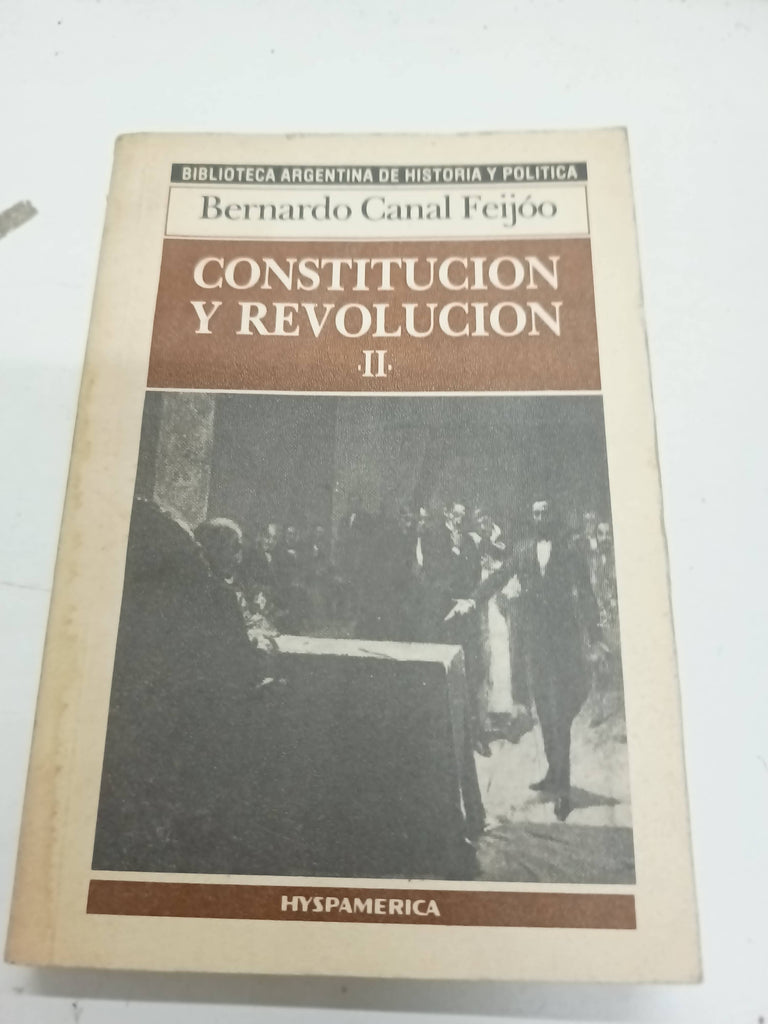 BIBLIOTECA ARGENTINA DE HISTORIA Y POLITICA
Bernardo Canal Feijóo
CONSTITUCION
Y REVOLUCION
·II·
HYSPAMERICA